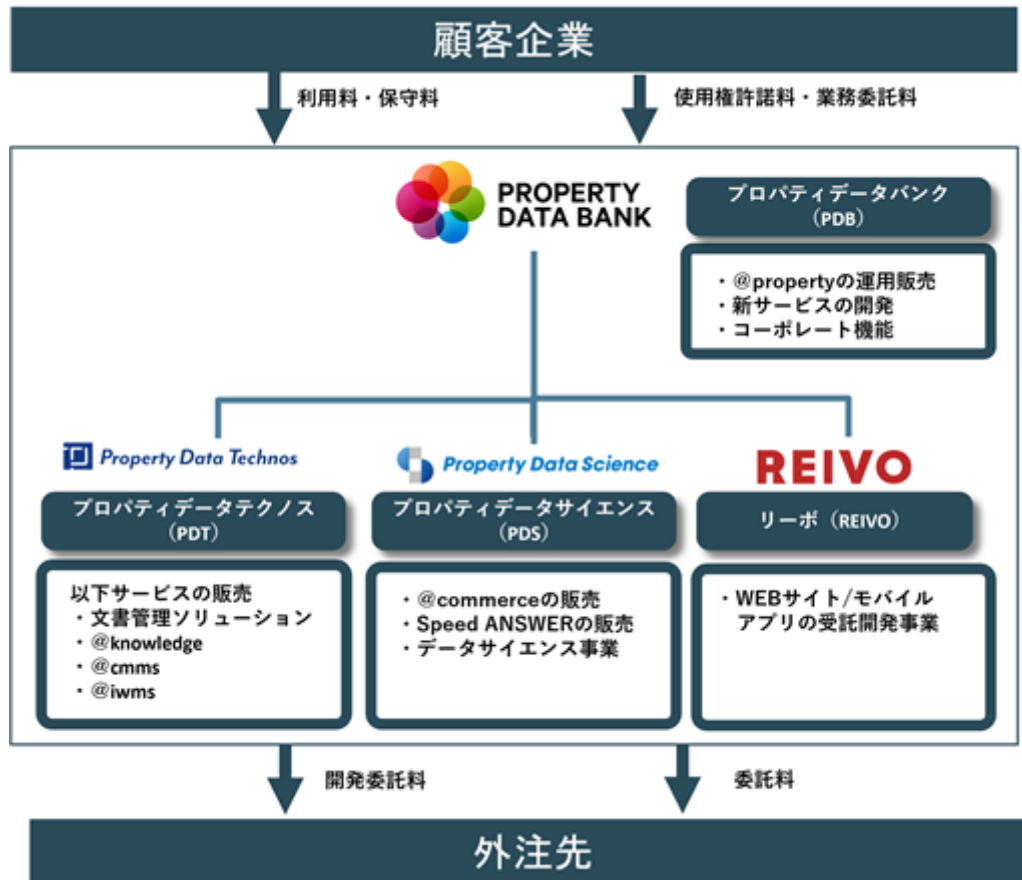 顧客企業
利用料・保守料
使用権許諾料・業務委託料
PROPERTY
DATA BANK
プロパティデータバンク
(PDB)
・@propertyの運用販売
・新サービスの開発
・コーポレート機能
Property Data Technos
プロパティデータテクノス
(PDT)
以下サービスの販売
・文書管理ソリューション
・@knowledge
・@cmms
・@iwms
Property Data Science
プロパティデータサイエンス
(PDS)
・@commerceの販売
・Speed ANSWERの販売
・データサイエンス事業
REIVO
リーボ（REIVO）
・WEBサイト/モバイル
アプリの受託開発事業
開発委託料
委託料
外注先